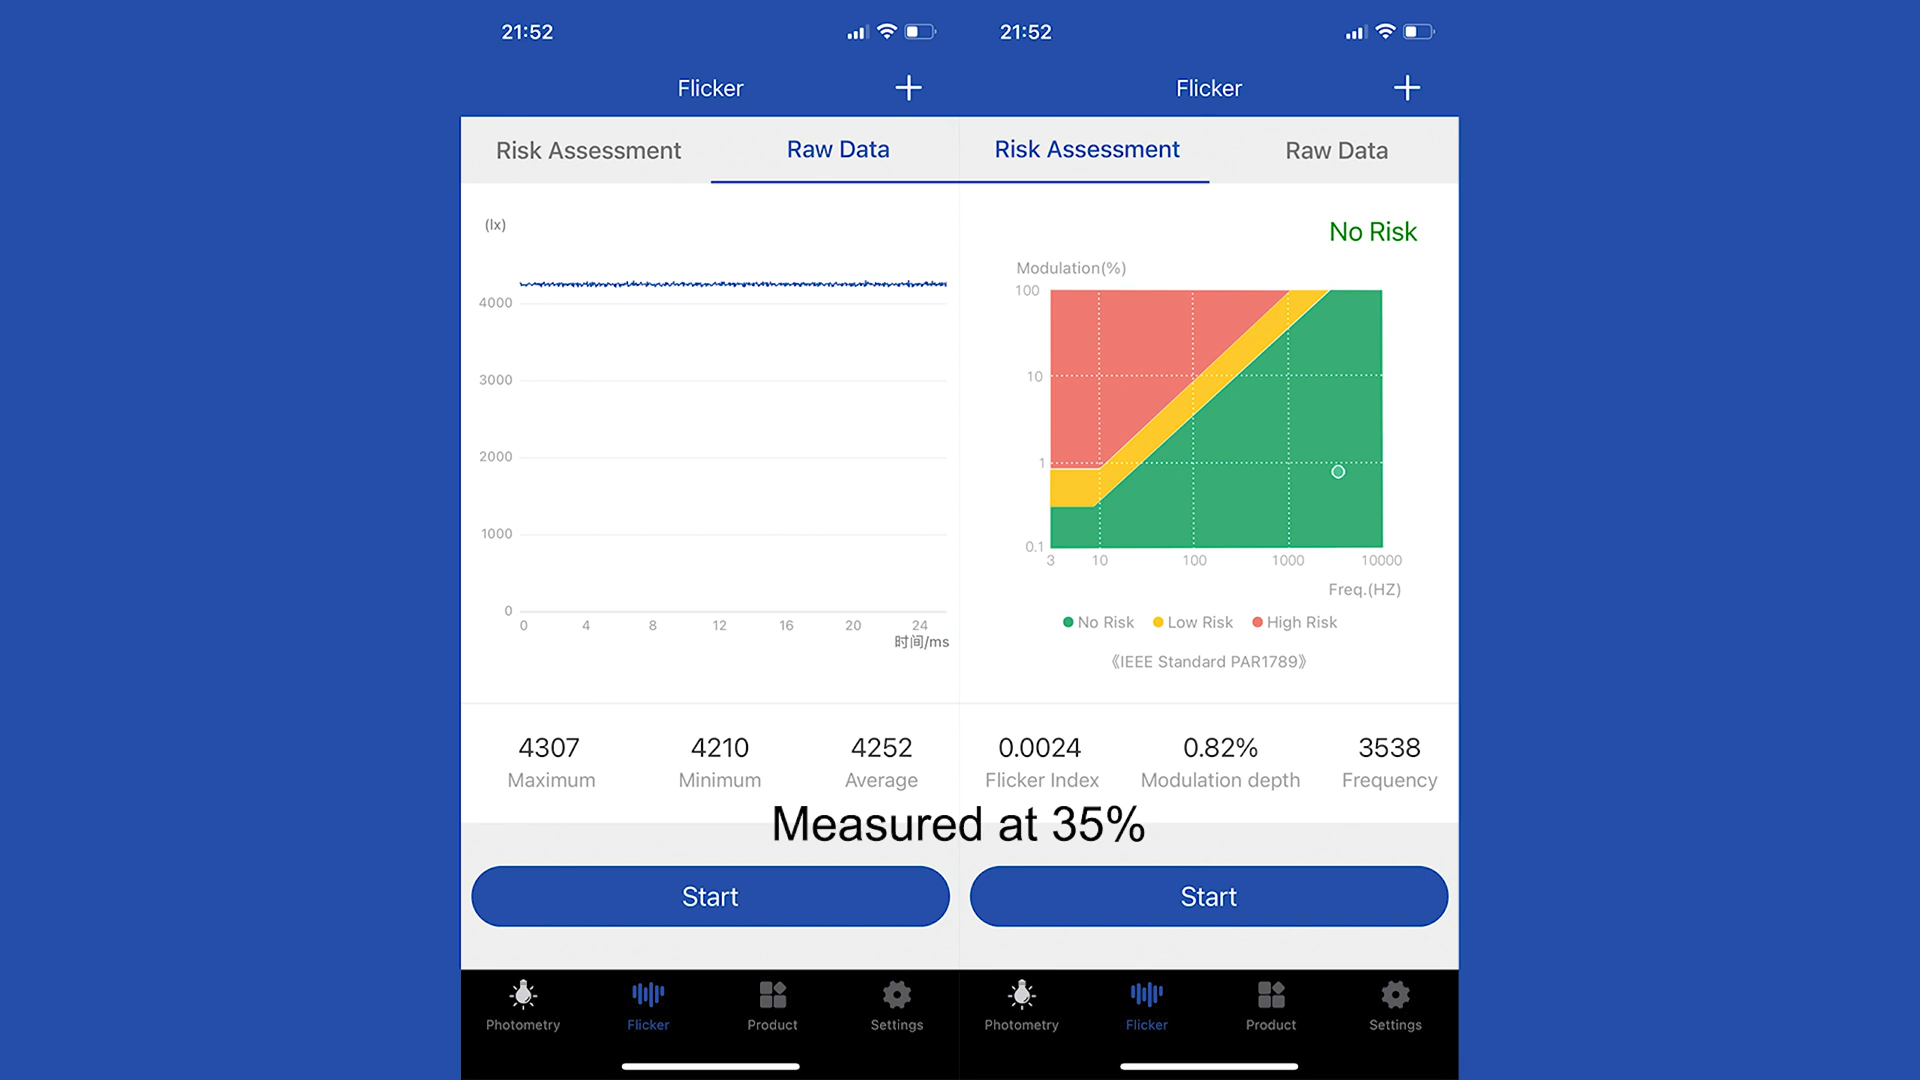 21:52
Flicker
Risk Assessment
Raw Data
(lx)
4000
3000
2000
1000
0
0 4 8 12 16 20 24
时间/ms
4307 4210 4252
Maximum Minimum Average
Start
Photometry Flicker Product Settings
21:52
Flicker
Risk Assessment
Raw Data
No Risk
Modulation(%)
100
10
1
0.1
3 10 100 1000 10000
Freq.(HZ)
No Risk Low Risk High Risk
《IEEE Standard PAR1789》
0.0024 0.82% 3538
Flicker Index Modulation depth Frequency
Start
Photometry Flicker Product Settings
Measured at 35%